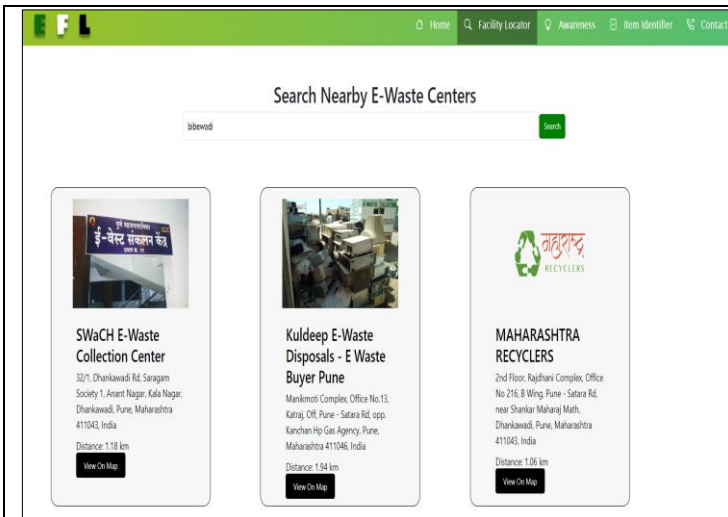 EFL
Home Facility Locator Awareness Item Identifier Contact
Search Nearby E-Waste Centers
bibewadi Search
पुणे महानगरपालिका
ई-वेस्ट संकलन केंद्र
SWaCH E-Waste
Collection Center
32/1, Dhankawadi Rd, Saragam
Society 1, Anant Nagar, Kala Nagar,
Dhankawadi, Pune, Maharashtra
411043, India
Distance: 1.18 km
View On Map
E-WASTE
Kuldeep E-Waste
Disposals - E Waste
Buyer Pune
Manikmoti Complex, Office No.13,
Katraj, Off, Pune - Satara Rd, opp.
Kanchan Hp Gas Agency, Pune,
Maharashtra 411046, India
Distance: 1.94 km
View On Map
महाराष्ट्र
RECYCLERS
MAHARASHTRA
RECYCLERS
2nd Floor, Rajdhani Complex, Office
No 216, B Wing, Pune - Satara Rd,
near Shankar Maharaj Math,
Dhankawadi, Pune, Maharashtra
411043, India
Distance: 1.06 km
View On Map